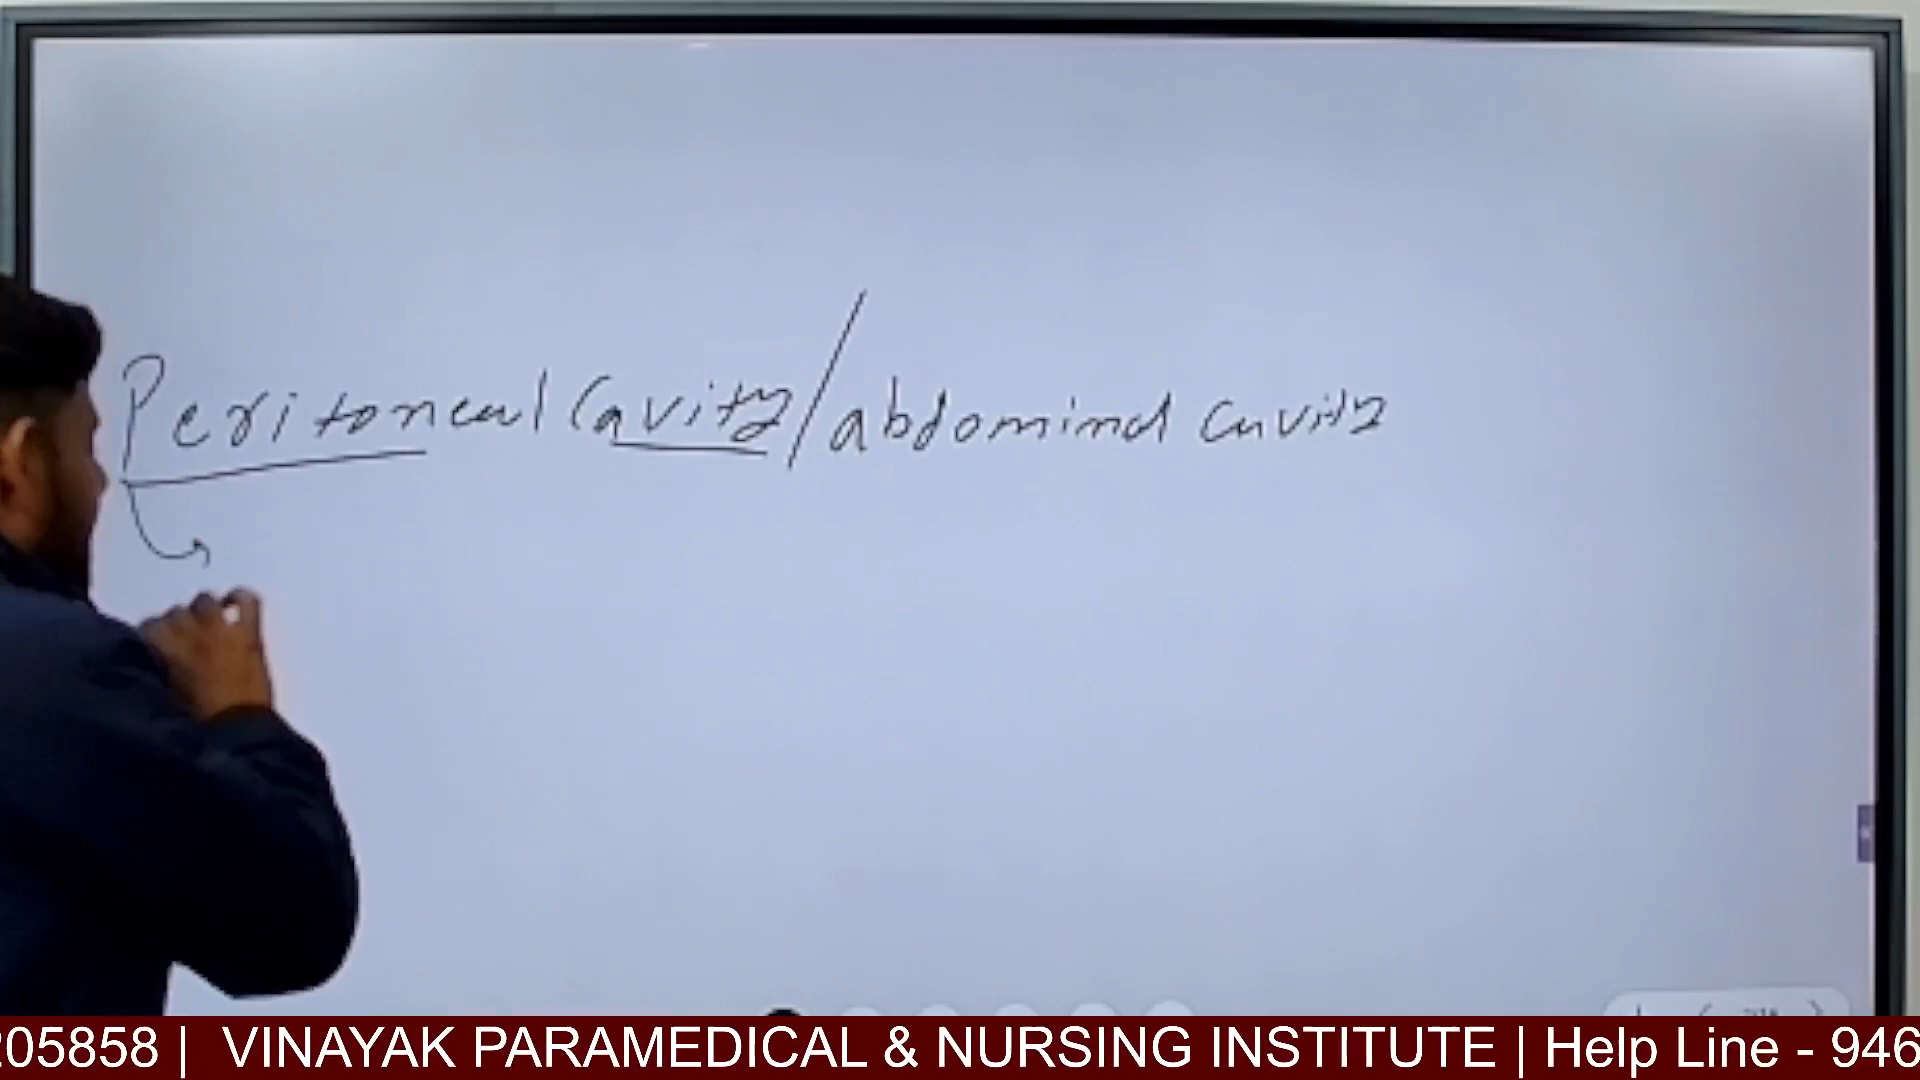 Peritoneal Cavity / abdominal Cavity
205858 | VINAYAK PARAMEDICAL & NURSING INSTITUTE | Help Line - 946